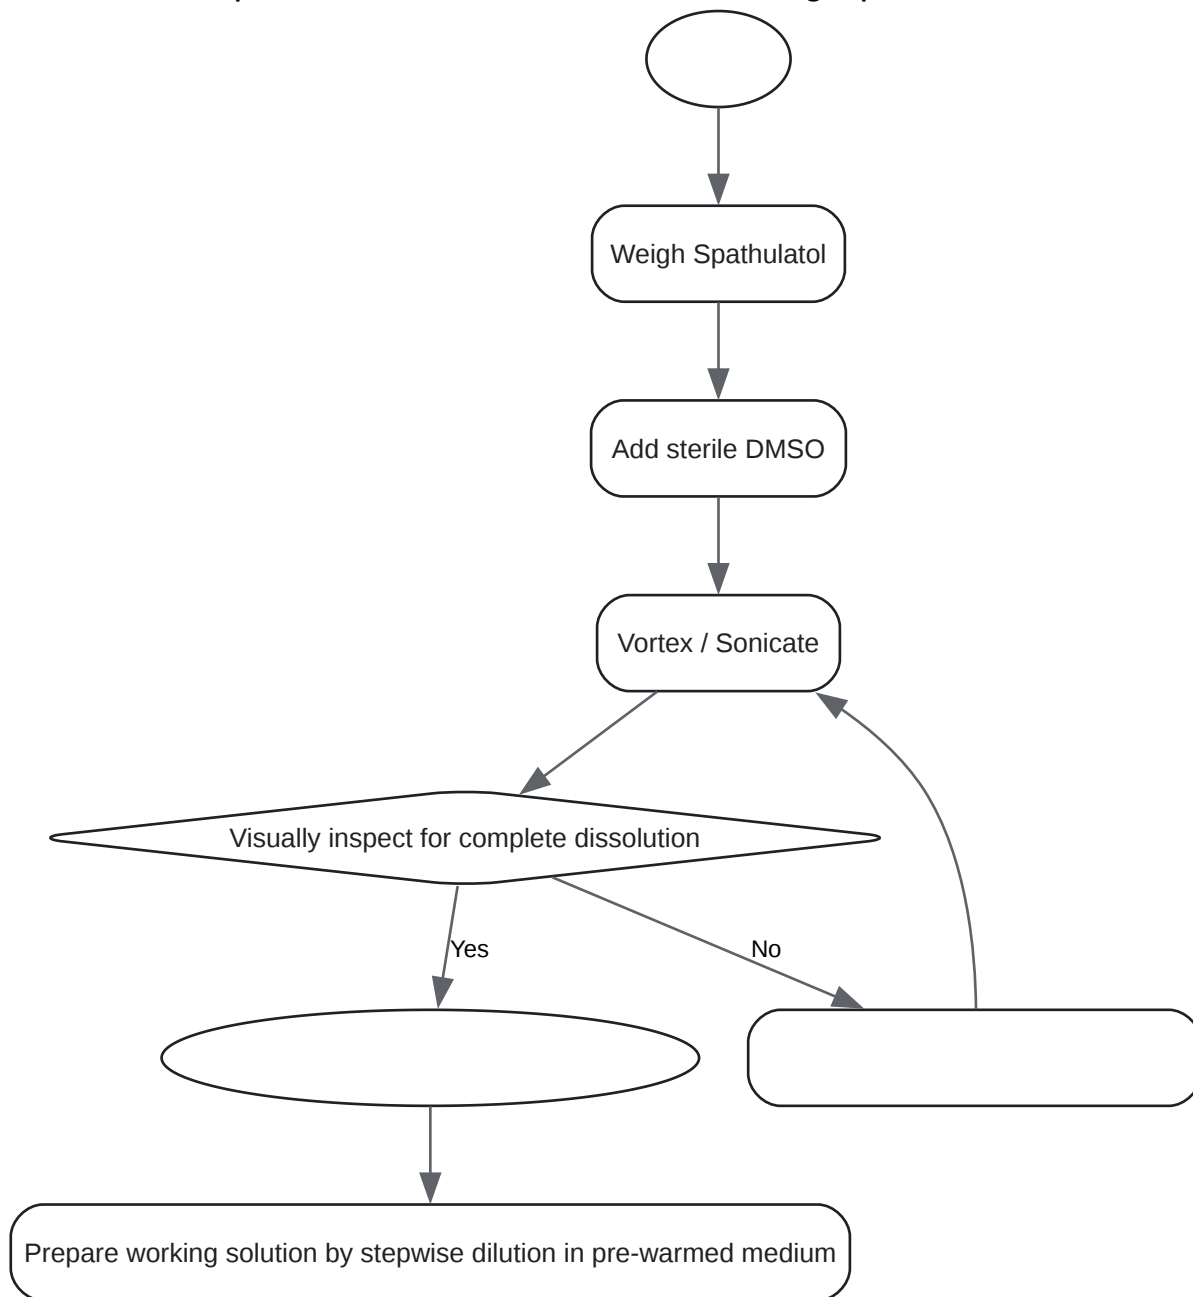 Weigh Spathulatol
Add sterile DMSO
Vortex / Sonicate
Visually inspect for complete dissolution
Yes
No
Prepare working solution by stepwise dilution in pre-warmed medium